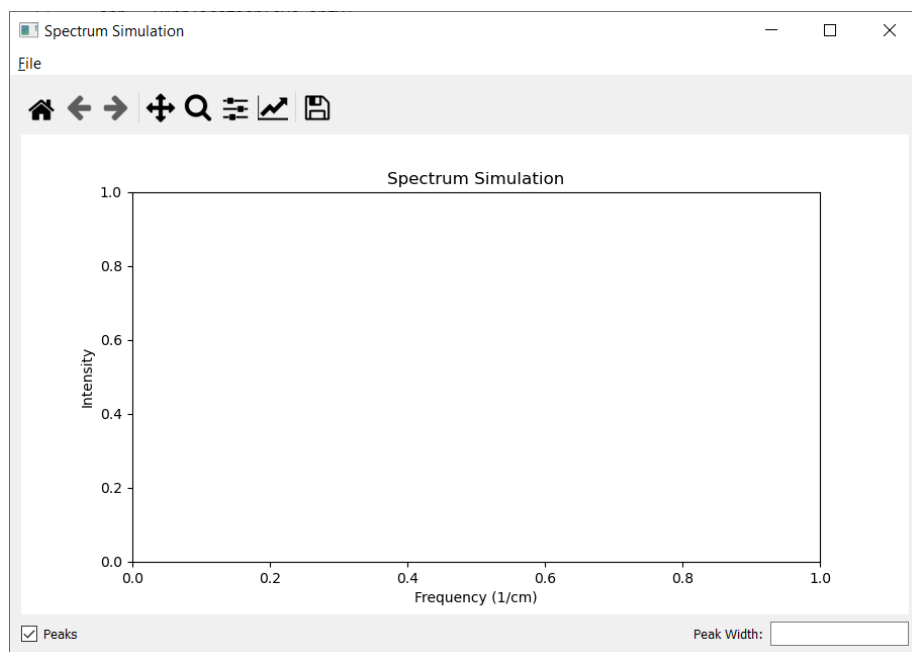 Spectrum Simulation
File
Spectrum Simulation
1.0
0.8
0.6
0.4
0.2
0.0
Intensity
0.0 0.2 0.4 0.6 0.8 1.0
Frequency (1/cm)
Peaks Peak Width: